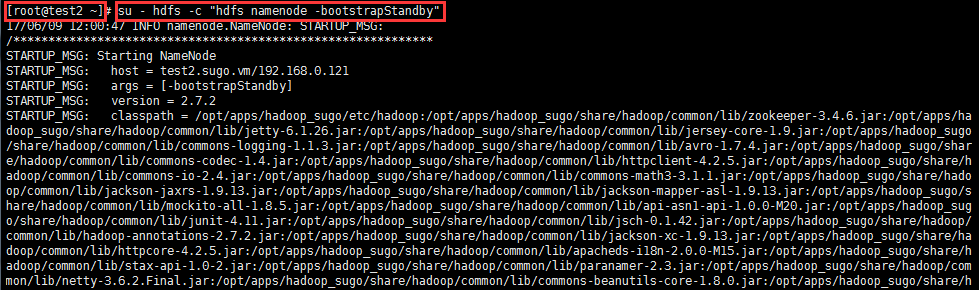 [root@test2 ~]# su - hdfs -c "hdfs namenode -bootstrapStandby"
17/06/09 12:00:47 INFO namenode.NameNode: STARTUP_MSG:
/************************************************************
STARTUP_MSG: Starting NameNode
STARTUP_MSG:   host = test2.sugo.vm/192.168.0.121
STARTUP_MSG:   args = [-bootstrapStandby]
STARTUP_MSG:   version = 2.7.2
STARTUP_MSG:   classpath = /opt/apps/hadoop_sugo/etc/hadoop:/opt/apps/hadoop_sugo/share/hadoop/common/lib/zookeeper-3.4.6.jar:/opt/apps/ha
doop_sugo/share/hadoop/common/lib/jetty-6.1.26.jar:/opt/apps/hadoop_sugo/share/hadoop/common/lib/jersey-core-1.9.jar:/opt/apps/hadoop_sugo
/share/hadoop/common/lib/commons-logging-1.1.3.jar:/opt/apps/hadoop_sugo/share/hadoop/common/lib/avro-1.7.4.jar:/opt/apps/hadoop_sugo/shar
e/hadoop/common/lib/commons-codec-1.4.jar:/opt/apps/hadoop_sugo/share/hadoop/common/lib/httpclient-4.2.5.jar:/opt/apps/hadoop_sugo/share/h
adoop/common/lib/commons-io-2.4.jar:/opt/apps/hadoop_sugo/share/hadoop/common/lib/commons-math3-3.1.1.jar:/opt/apps/hadoop_sugo/share/hado
op/common/lib/jackson-jaxrs-1.9.13.jar:/opt/apps/hadoop_sugo/share/hadoop/common/lib/jackson-mapper-asl-1.9.13.jar:/opt/apps/hadoop_sugo/s
hare/hadoop/common/lib/mockito-all-1.8.5.jar:/opt/apps/hadoop_sugo/share/hadoop/common/lib/api-asn1-api-1.0.0-M20.jar:/opt/apps/hadoop_sug
o/share/hadoop/common/lib/junit-4.11.jar:/opt/apps/hadoop_sugo/share/hadoop/common/lib/jsch-0.1.42.jar:/opt/apps/hadoop_sugo/share/hadoop/
common/lib/hadoop-annotations-2.7.2.jar:/opt/apps/hadoop_sugo/share/hadoop/common/lib/jackson-xc-1.9.13.jar:/opt/apps/hadoop_sugo/share/ha
doop/common/lib/httpcore-4.2.5.jar:/opt/apps/hadoop_sugo/share/hadoop/common/lib/apacheds-i18n-2.0.0-M15.jar:/opt/apps/hadoop_sugo/share/h
adoop/common/lib/stax-api-1.0-2.jar:/opt/apps/hadoop_sugo/share/hadoop/common/lib/paranamer-2.3.jar:/opt/apps/hadoop_sugo/share/hadoop/com
mon/lib/netty-3.6.2.Final.jar:/opt/apps/hadoop_sugo/share/hadoop/common/lib/commons-beanutils-core-1.8.0.jar:/opt/apps/hadoop_sugo/share/h